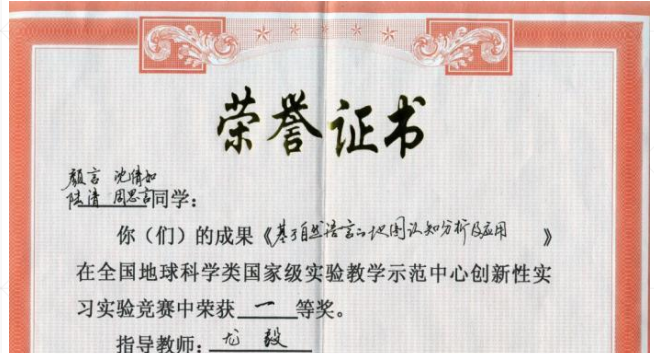 荣誉证书
颜言 沈倩如
陆清 周思言同学:
你（们）的成果《基于自然语言的地图认知分析及应用》
在全国地球科学类国家级实验教学示范中心创新性实
习实验竞赛中荣获 一 等奖。
指导教师: 尤毅